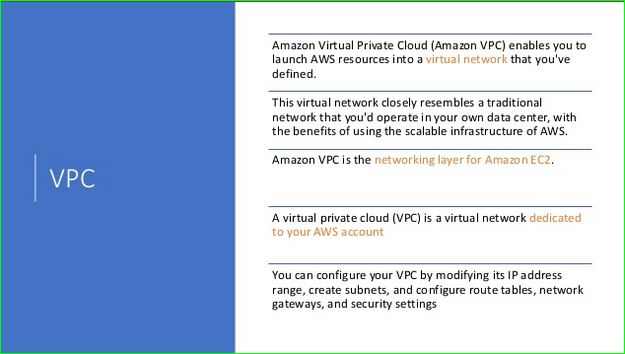 VPC
Amazon Virtual Private Cloud (Amazon VPC) enables you to
launch AWS resources into a virtual network that you've
defined.
This virtual network closely resembles a traditional
network that you'd operate in your own data center, with
the benefits of using the scalable infrastructure of AWS.
Amazon VPC is the networking layer for Amazon EC2.
A virtual private cloud (VPC) is a virtual network dedicated
to your AWS account
You can configure your VPC by modifying its IP address
range, create subnets, and configure route tables, network
gateways, and security settings